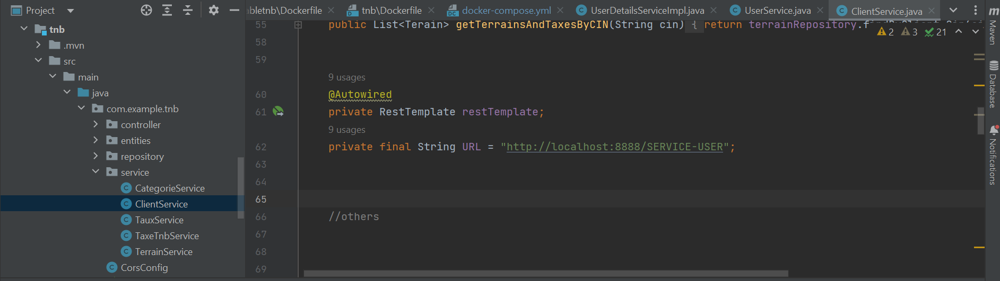 Project
abletnb\Dockerfile
tnb\Dockerfile
docker-compose.yml
UserDetailsServiceImpl.java
UserService.java
ClientService.java
tnb
.mvn
src
main
java
com.example.tnb
controller
entities
repository
service
CategorieService
ClientService
TauxService
TaxeTnbService
TerrainService
CorsConfig
55 public List<Terain> getTerrainsAndTaxesByCIN(String cin) { return terrainRepository.
2 3 21
58
59
9 usages
60 @Autowired
61 private RestTemplate restTemplate;
9 usages
62 private final String URL = "http://localhost:8888/SERVICE-USER";
63
64
65
66 //others
67
68
69
m
Maven
Database
Notifications